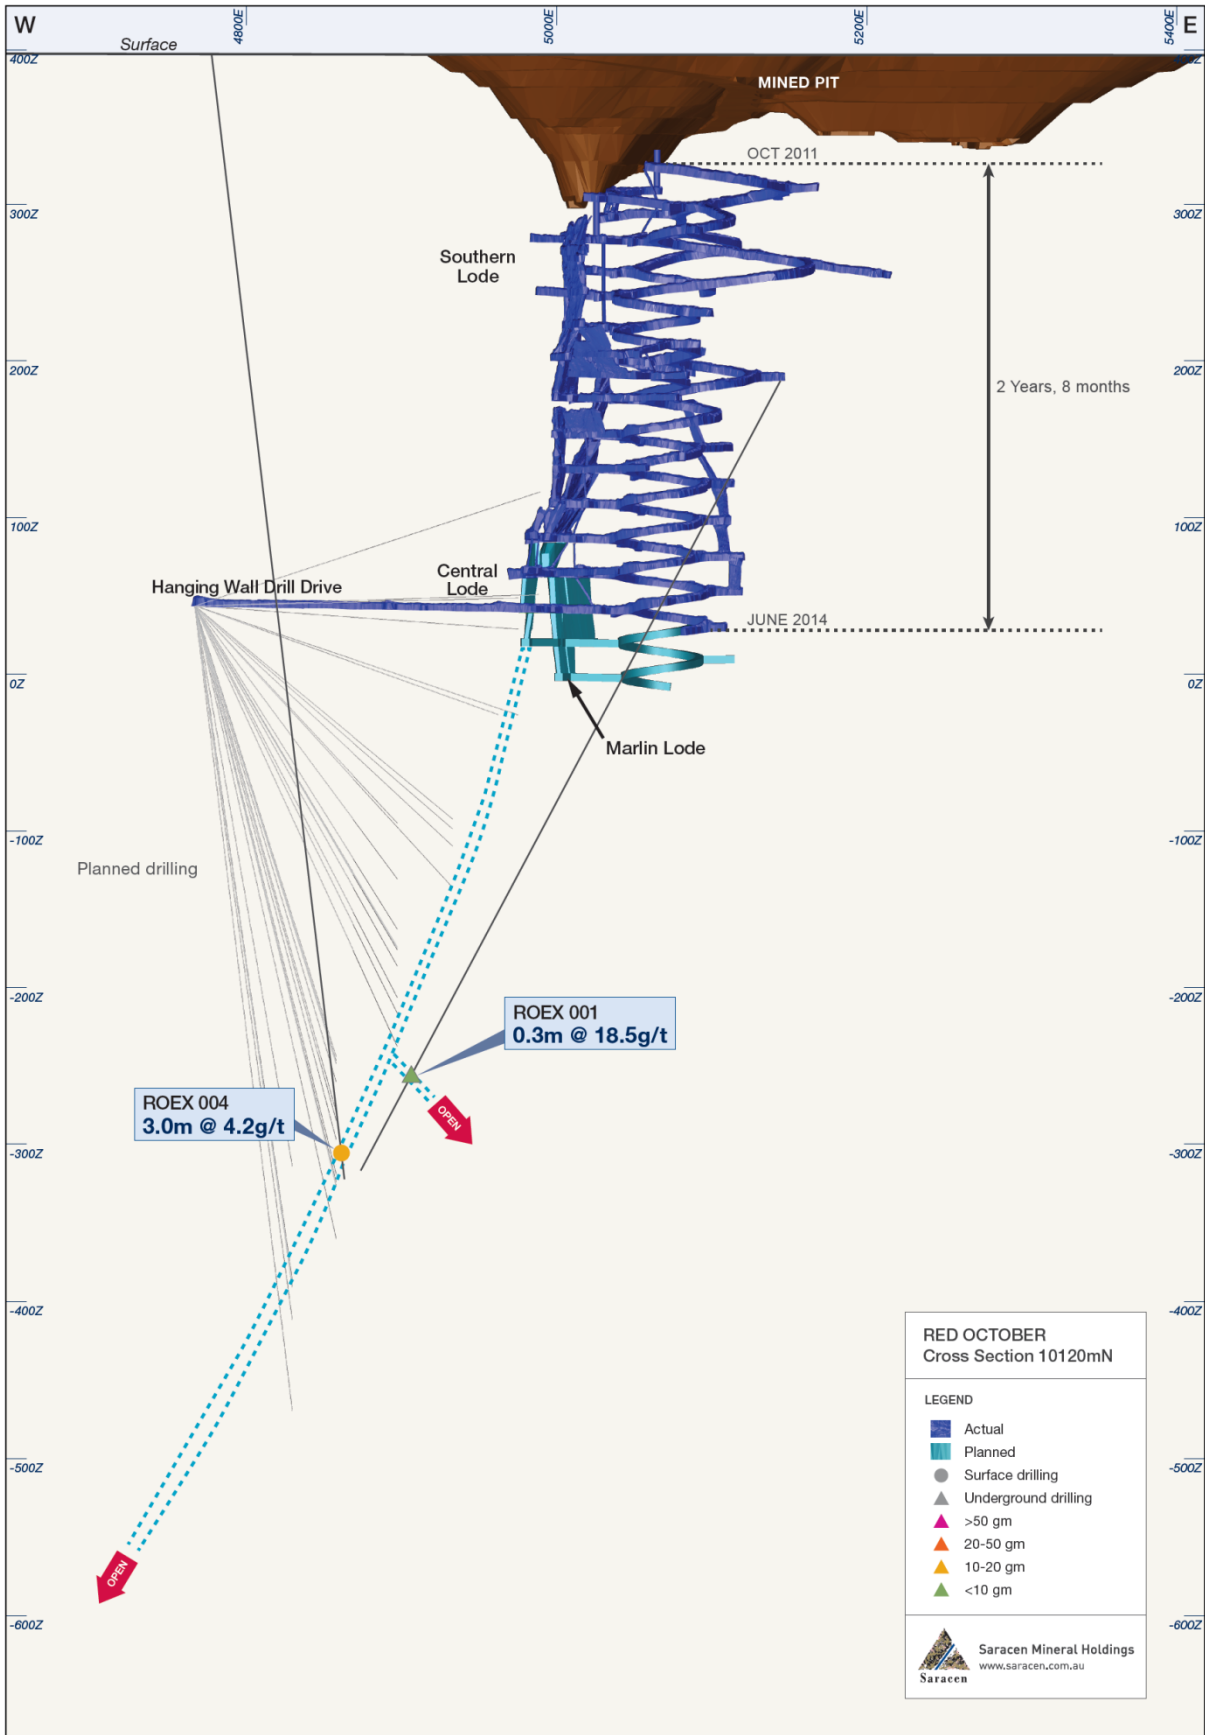 W
4800E
5000E
5200E
5400E
E
Surface
400Z
400Z
MINED PIT
OCT 2011
300Z
300Z
Southern
Lode
200Z
200Z
2 Years, 8 months
100Z
100Z
Central
Lode
Hanging Wall Drill Drive
JUNE 2014
0Z
0Z
Marlin Lode
-100Z
-100Z
Planned drilling
-200Z
-200Z
ROEX 001
0.3m @ 18.5g/t
ROEX 004
3.0m @ 4.2g/t
OPEN
-300Z
-300Z
-400Z
-400Z
RED OCTOBER
Cross Section 10120mN
LEGEND
Actual
Planned
Surface drilling
Underground drilling
>50 gm
20-50 gm
10-20 gm
<10 gm
-500Z
-500Z
OPEN
-600Z
-600Z
Saracen Mineral Holdings
www.saracen.com.au
Saracen